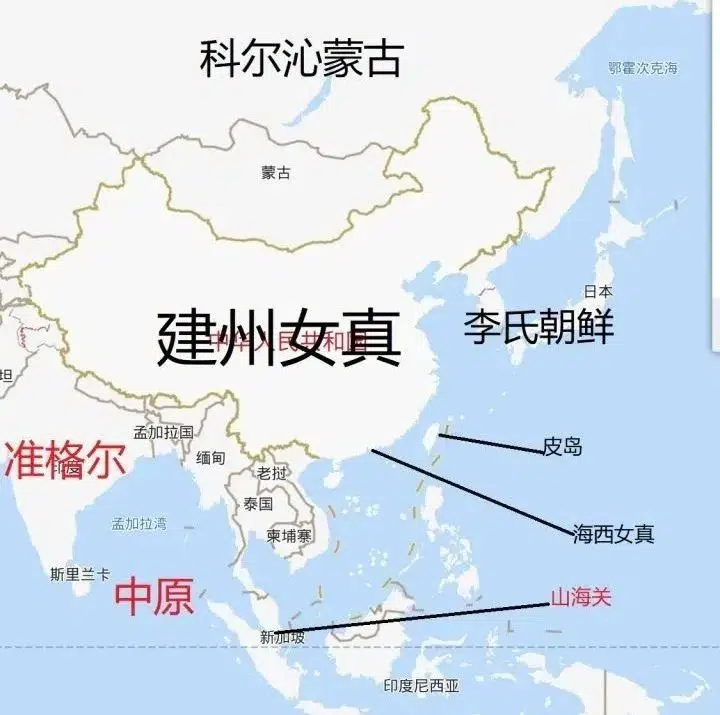 科尔沁蒙古
鄂霍次克海
蒙古
日本
李氏朝鲜
建州女真
中华人民共和国
坦
孟加拉国
皮岛
准格尔
印度
缅甸
老挝
泰国
孟加拉湾
柬埔寨
海西女真
斯里兰卡
中原
山海关
新加坡
印度尼西亚